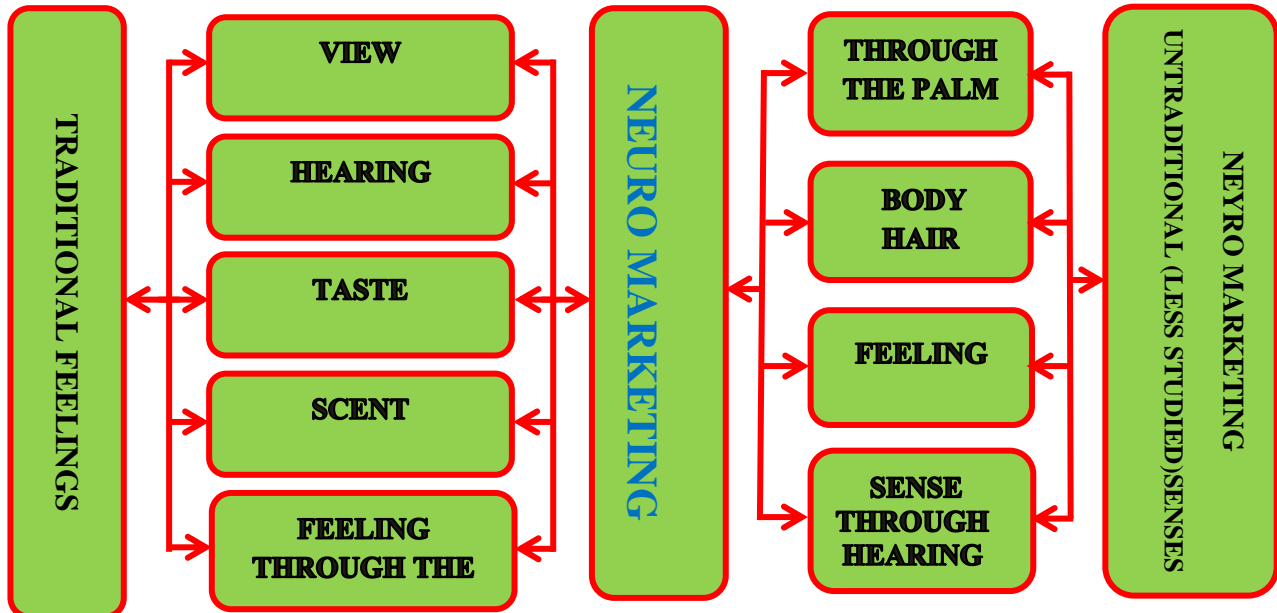 TRADITIONAL FEELINGS
VIEW
HEARING
TASTE
SCENT
FEELING
THROUGH THE
NEURO MARKETING
THROUGH
THE PALM
BODY
HAIR
FEELING
SENSE
THROUGH
HEARING
NEYRO MARKETING
UNTRADITIONAL (LESS STUDIED)SENSES